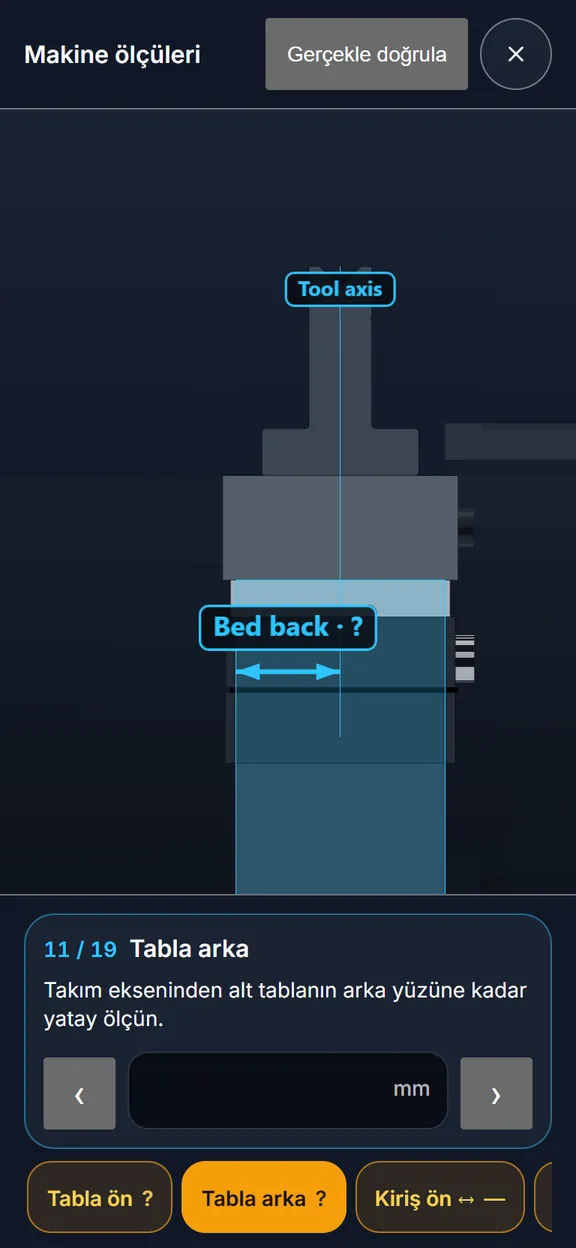 Makine ölçüleri
Gerçekle doğrula
×
Tool axis
Bed back · ?
11 / 19 Tabla arka
Takım ekseninden alt tablanın arka yüzüne kadar
yatay ölçün.
‹ mm ›
Tabla ön ? Tabla arka ? Kiriş ön ↔ —